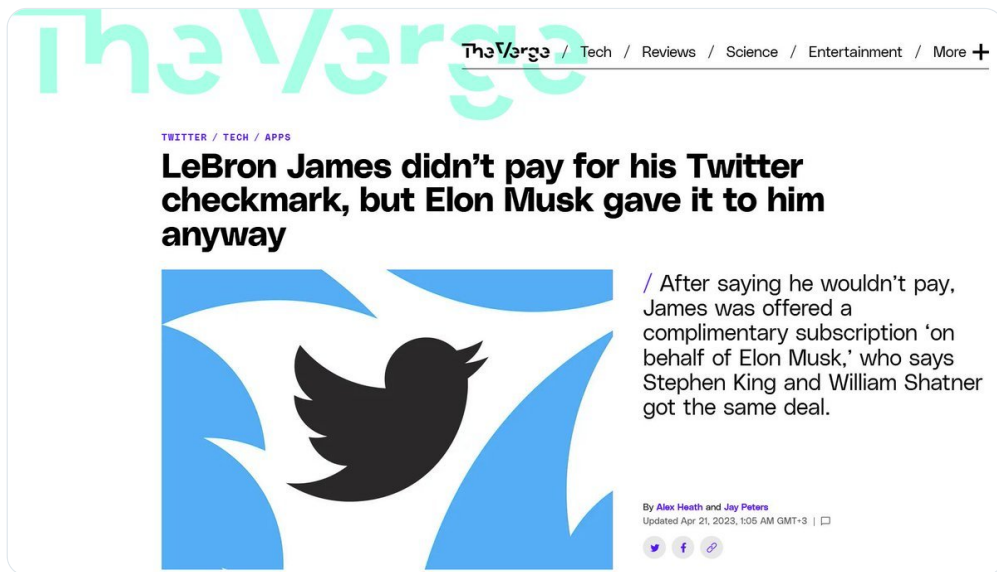 The Verge
The Verge / Tech / Reviews / Science / Entertainment / More +
TWITTER / TECH / APPS
LeBron James didn’t pay for his Twitter
checkmark, but Elon Musk gave it to him
anyway
/ After saying he wouldn’t pay,
James was offered a
complimentary subscription ‘on
behalf of Elon Musk,’ who says
Stephen King and William Shatner
got the same deal.
By Alex Heath and Jay Peters
Updated Apr 21, 2023, 1:05 AM GMT+3 |